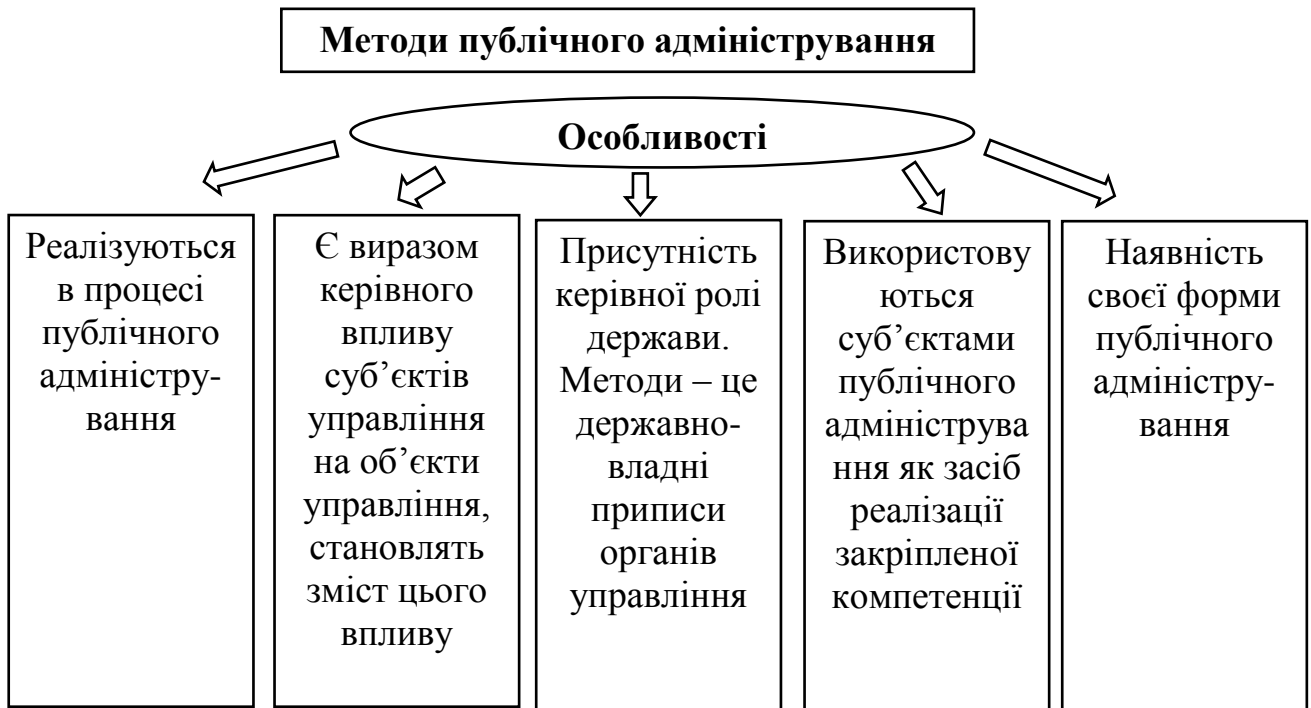 Методи публічного адміністрування
Особливості
Реалізуються
в процесі
публічного
адміністру-
вання
Є виразом
керівного
впливу
суб’єктів
управління
на об’єкти
управління,
становлять
зміст цього
впливу
Присутність
керівної ролі
держави.
Методи – це
державно-
владні
приписи
органів
управління
Використову
ються
суб’єктами
публічного
адмініструва
ння як засіб
реалізації
закріпленої
компетенції
Наявність
своєї форми
публічного
адміністру-
вання